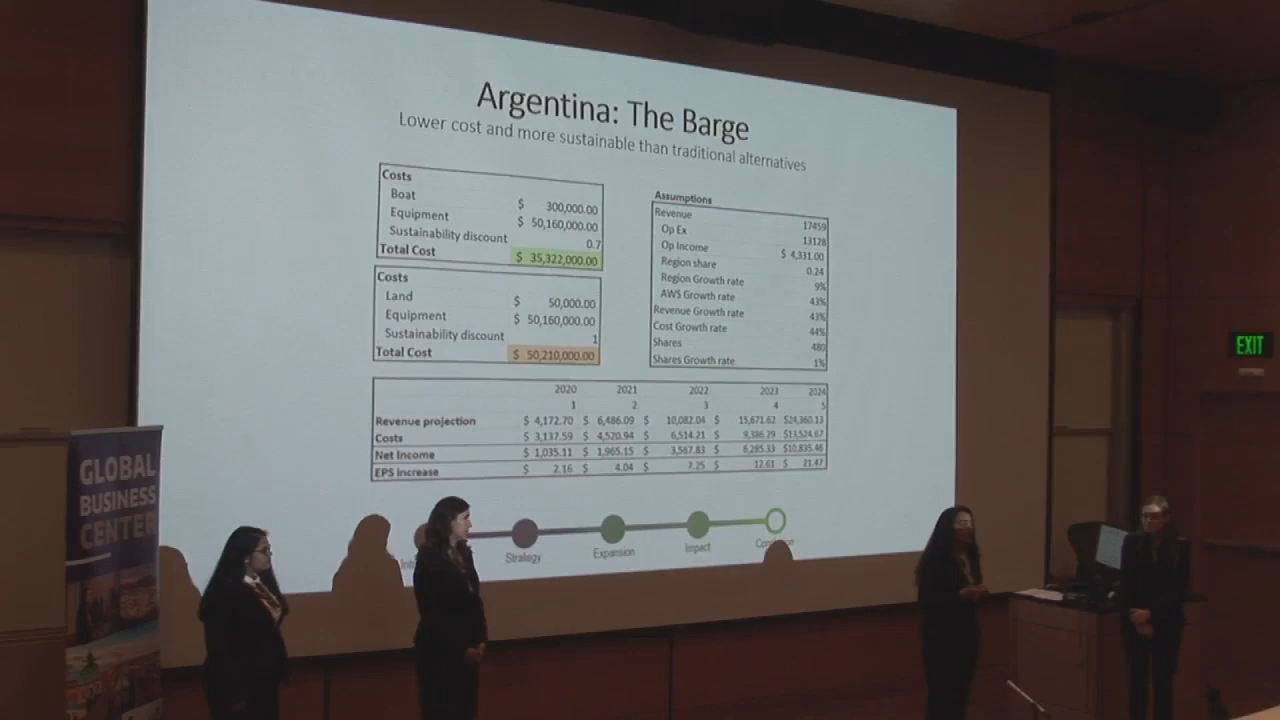 Argentina: The Barge
Lower cost and more sustainable than traditional alternatives
Costs
Boat $ 300,000.00
Equipment $ 50,160,000.00
Sustainability discount 0.7
Total Cost $ 35,322,000.00
Costs
Land $ 50,000.00
Equipment $ 50,160,000.00
Sustainability discount 1
Total Cost $ 50,210,000.00
Assumptions
Revenue 17459
Op Ex 13128
Op Income $ 4,331.00
Region share 0.24
Region Growth rate 9%
AWS Growth rate 43%
Revenue Growth rate 43%
Cost Growth rate 44%
Shares 480
Shares Growth rate 1%
2020 2021 2022 2023 2024
1 2 3 4 5
Revenue projection $ 4,172.70 $ 6,486.09 $ 10,082.04 $ 15,671.62 $24,360.13
Costs $ 3,137.59 $ 4,520.94 $ 6,514.21 $ 9,386.29 $13,524.67
Net Income $ 1,035.11 $ 1,965.15 $ 3,567.83 $ 6,285.33 $10,835.46
EPS Increase $ 2.16 $ 4.04 $ 7.25 $ 12.61 $ 21.47
Strategy Expansion Impact
GLOBAL
BUSINESS
CENTER
EXIT